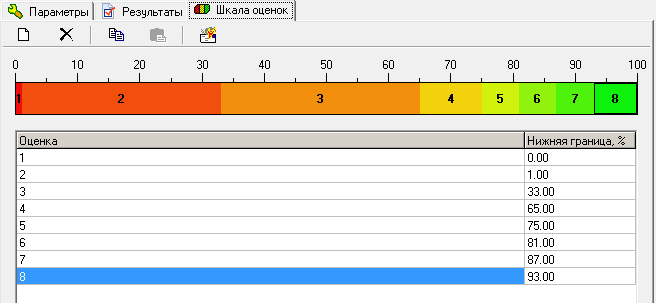 Параметры Результаты Шкала оценок
0 10 20 30 40 50 60 70 80 90 100
1 2 3 4 5 6 7 8
Оценка Нижняя граница, %
1 0.00
2 1.00
3 33.00
4 65.00
5 75.00
6 81.00
7 87.00
8 93.00